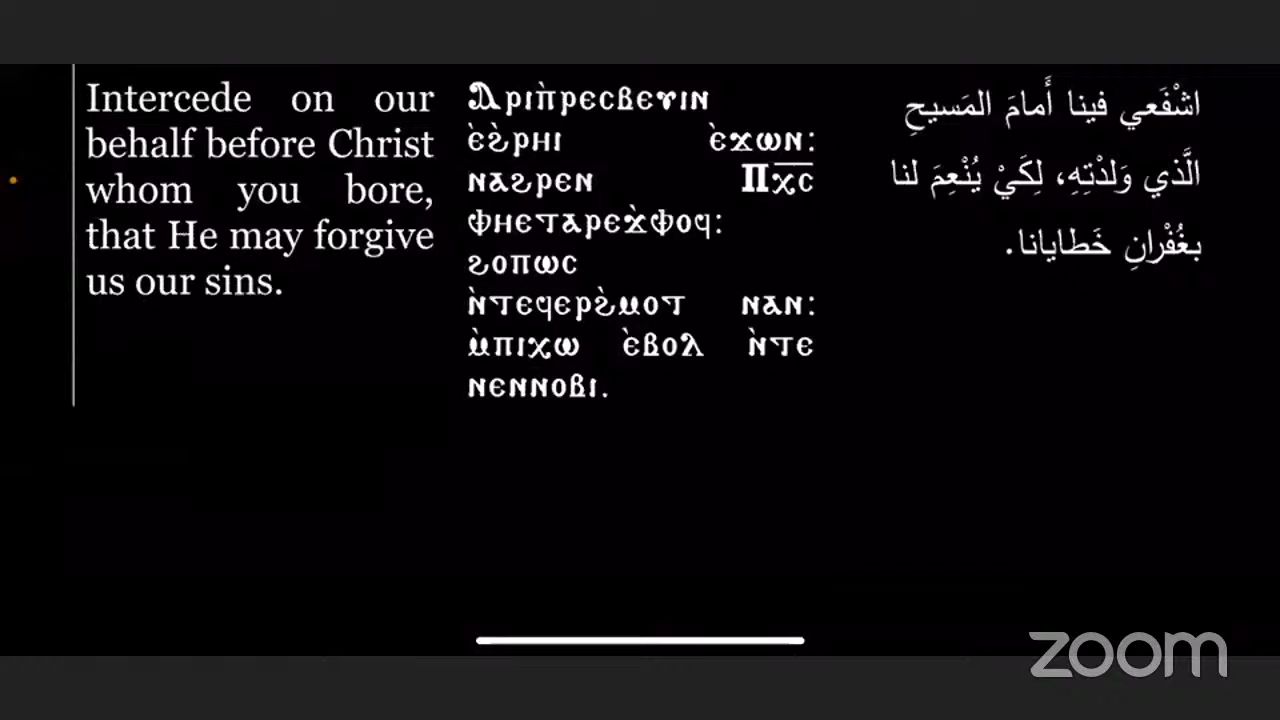 Intercede on our
behalf before Christ
whom you bore,
that He may forgive
us our sins.
Ⲁⲣⲓⲡ̀ⲣⲉⲥⲃⲉⲩⲓⲛ
ⲉ̀ϩ̀ⲣⲏⲓ ⲉ̀ϫⲱⲛ:
ⲛⲁϩⲣⲉⲛ Ⲡⲭ̅ⲥ̅
ⲫⲏⲉⲧⲁⲣⲉϫ̀ⲫⲟϥ:
ϩⲟⲡⲱⲥ
ⲛ̀ⲧⲉϥⲉⲣϩ̀ⲙⲟⲧ ⲛⲁⲛ:
ⲙ̀ⲡⲓⲭⲱ ⲉ̀ⲃⲟⲗ ⲛ̀ⲧⲉ
ⲛⲉⲛⲛⲟⲃⲓ.
اشْفَعي فينا أَمامَ المَسيحِ
الَّذي وَلدْتِهِ، لِكَيْ يُنْعِمَ لنا
بغُفْرانِ خَطايانا.
zoom